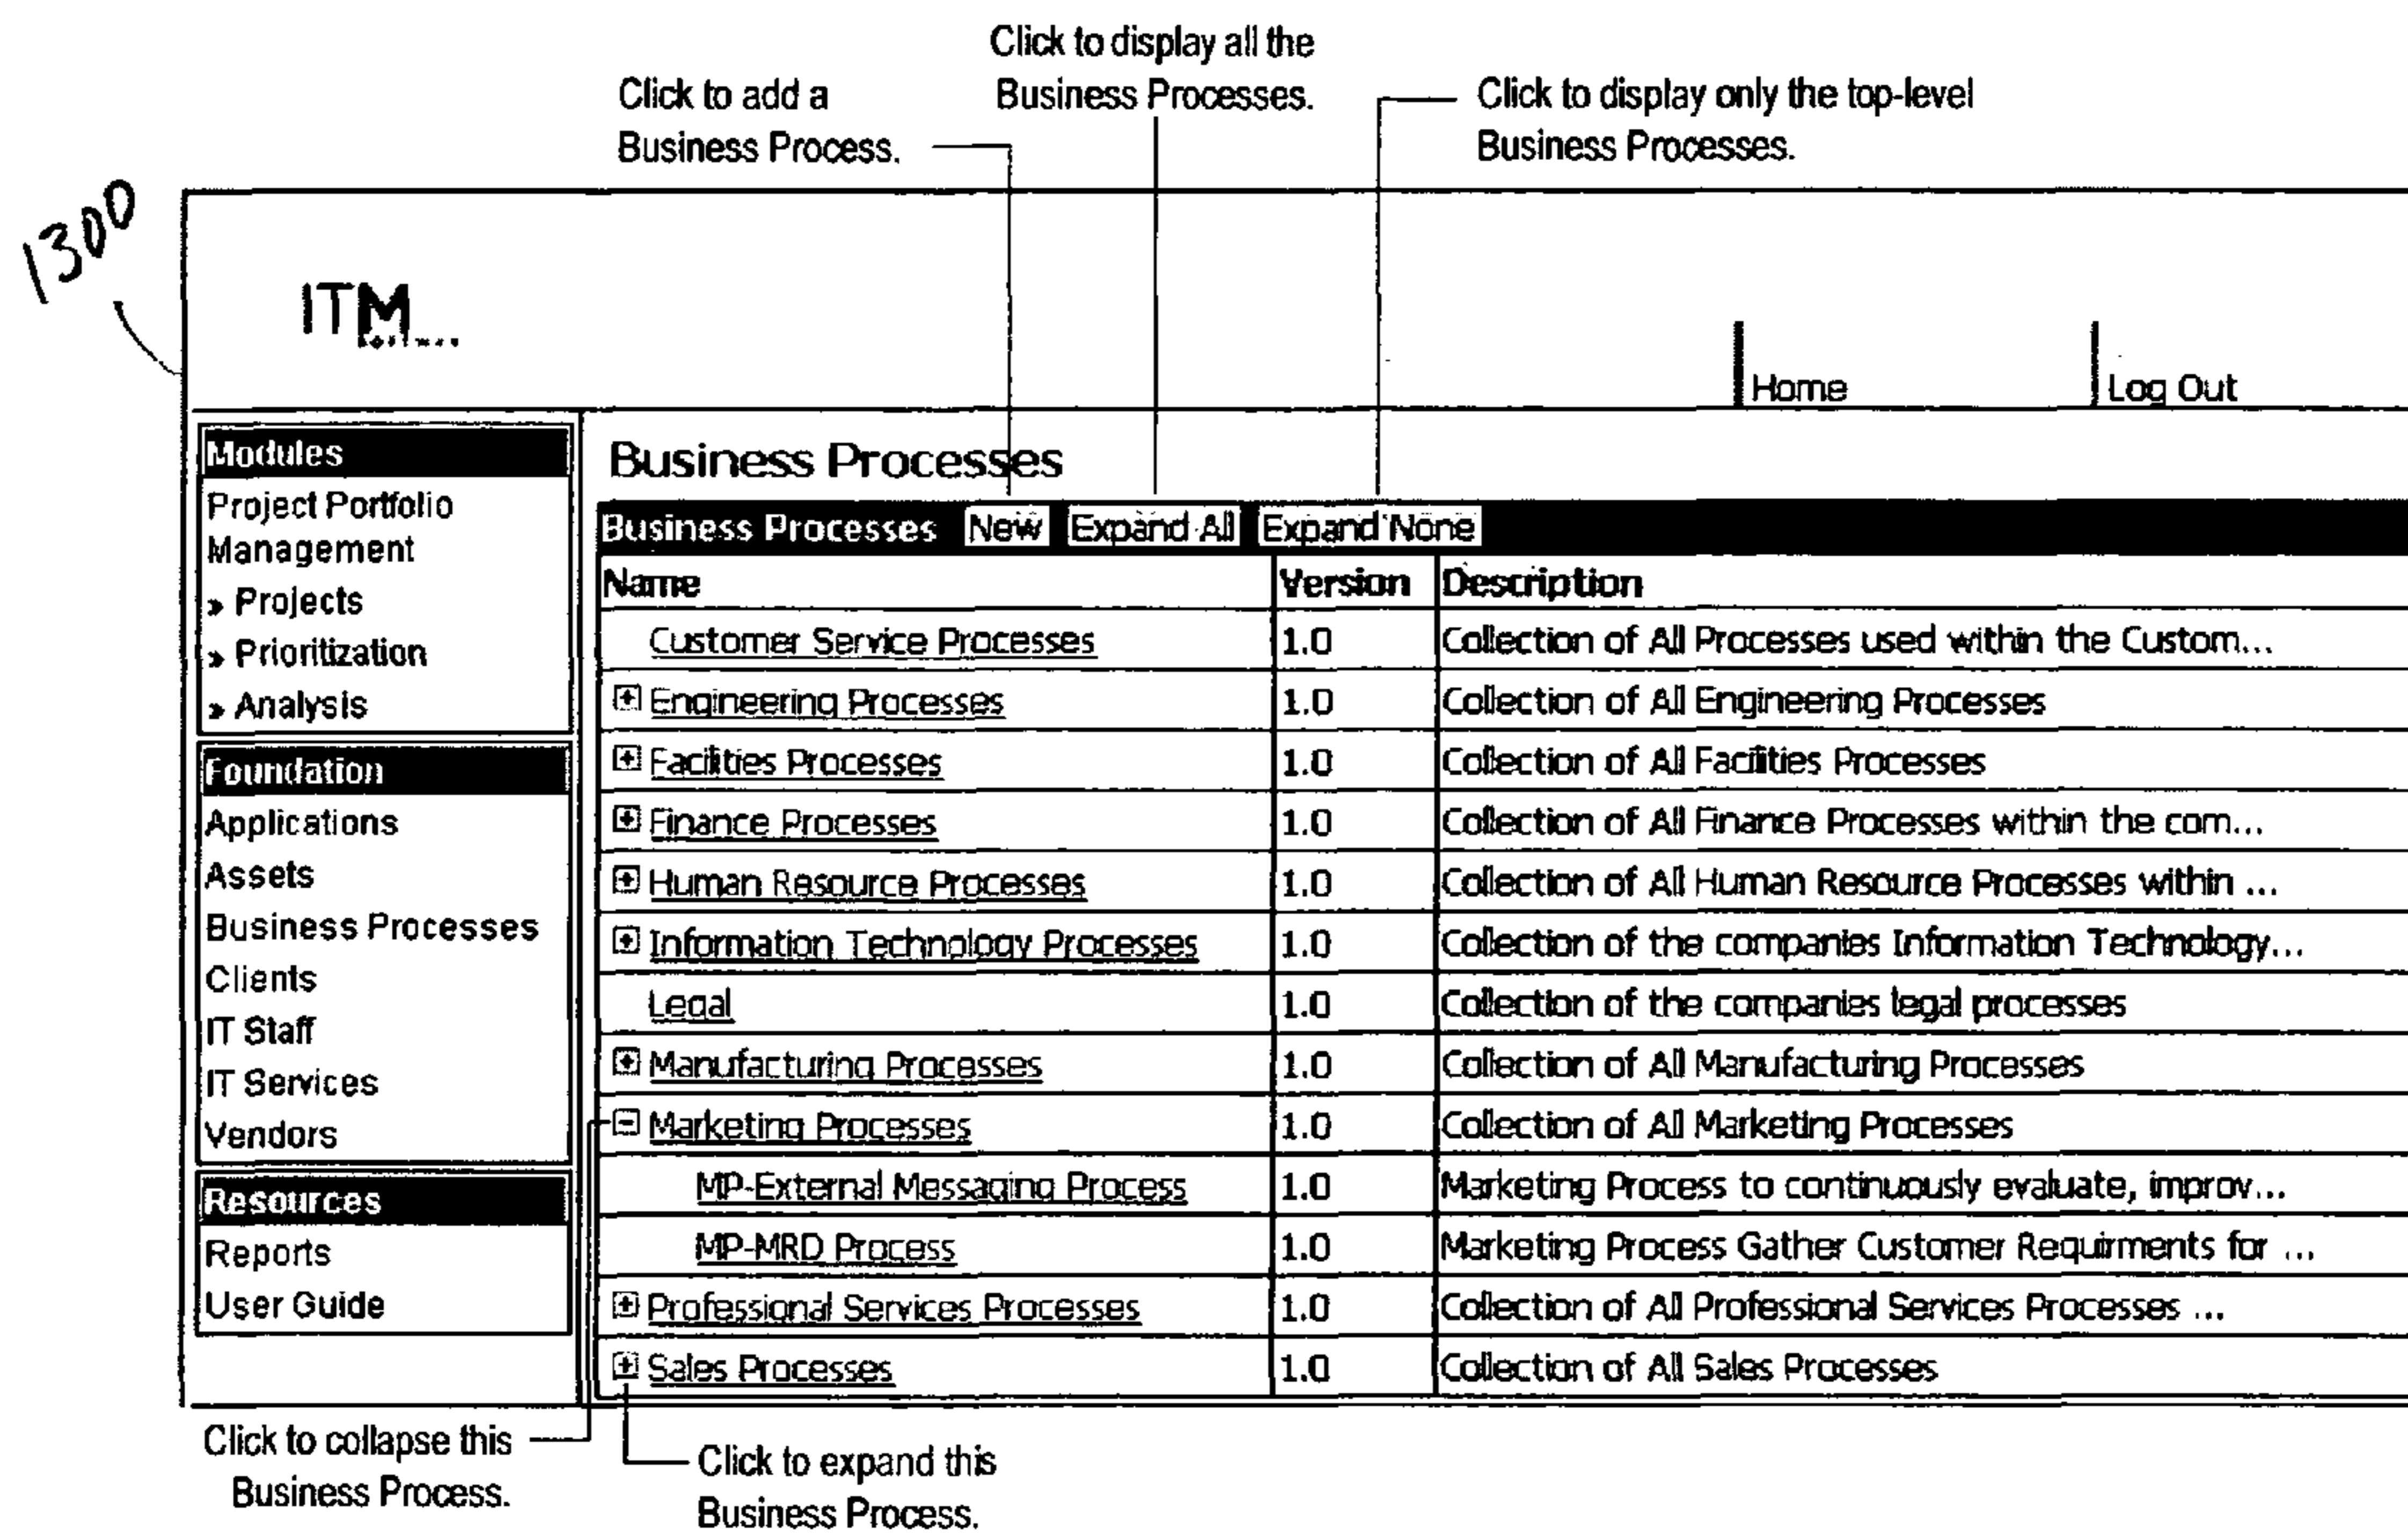 Click to display all the
Business Processes.
Click to add a
Business Process.
Click to display only the top-level
Business Processes.
1300
ITM
Home
Log Out
Modules
Project Portfolio
Management
» Projects
» Prioritization
» Analysis
Foundation
Applications
Assets
Business Processes
Clients
IT Staff
IT Services
Vendors
Resources
Reports
User Guide
Business Processes
Business Processes New Expand All Expand None
Name Version Description
Customer Service Processes 1.0 Collection of All Processes used within the Custom...
Engineering Processes 1.0 Collection of All Engineering Processes
Facilities Processes 1.0 Collection of All Facilities Processes
Finance Processes 1.0 Collection of All Finance Processes within the com...
Human Resource Processes 1.0 Collection of All Human Resource Processes within ...
Information Technology Processes 1.0 Collection of the companies Information Technology...
Legal 1.0 Collection of the companies legal processes
Manufacturing Processes 1.0 Collection of All Manufacturing Processes
Marketing Processes 1.0 Collection of All Marketing Processes
MP-External Messaging Process 1.0 Marketing Process to continuously evaluate, improv...
MP-MRD Process 1.0 Marketing Process Gather Customer Requirments for ...
Professional Services Processes 1.0 Collection of All Professional Services Processes ...
Sales Processes 1.0 Collection of All Sales Processes
Click to collapse this
Business Process.
Click to expand this
Business Process.